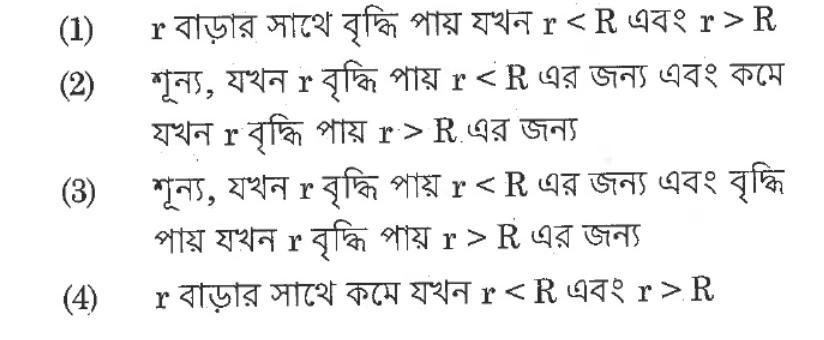 (1) r বাড়ার সাথে বৃদ্ধি পায় যখন r < R এবং r > R
(2) শূন্য, যখন r বৃদ্ধি পায় r < R এর জন্য এবং কমে
যখন r বৃদ্ধি পায় r > R এর জন্য
(3) শূন্য, যখন r বৃদ্ধি পায় r < R এর জন্য এবং বৃদ্ধি
পায় যখন r বৃদ্ধি পায় r > R এর জন্য
(4) r বাড়ার সাথে কমে যখন r < R এবং r > R